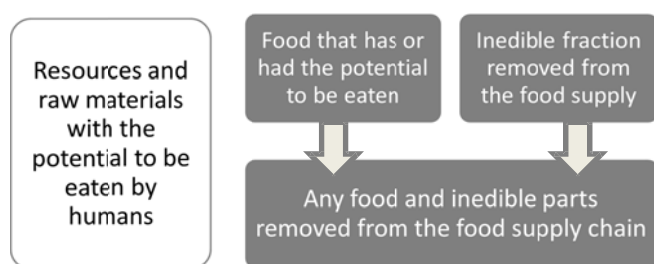 Resources and
raw materials
with the
potential to be
eaten by
humans
Food that has or
had the potential
to be eaten
Inedible fraction
removed from
the food supply
Any food and inedible parts
removed from the food supply chain